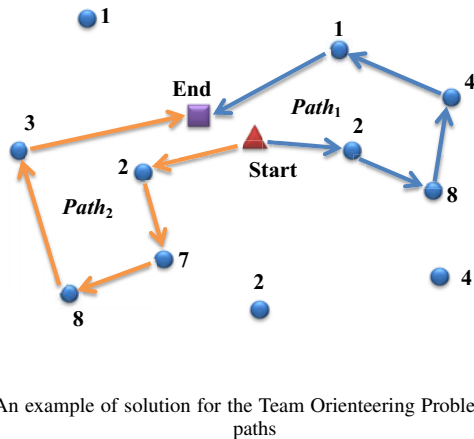 1
1
End
4
Path₁
3
2
Start
2
8
Path₂
7
4
2
8
An example of solution for the Team Orienteering
paths